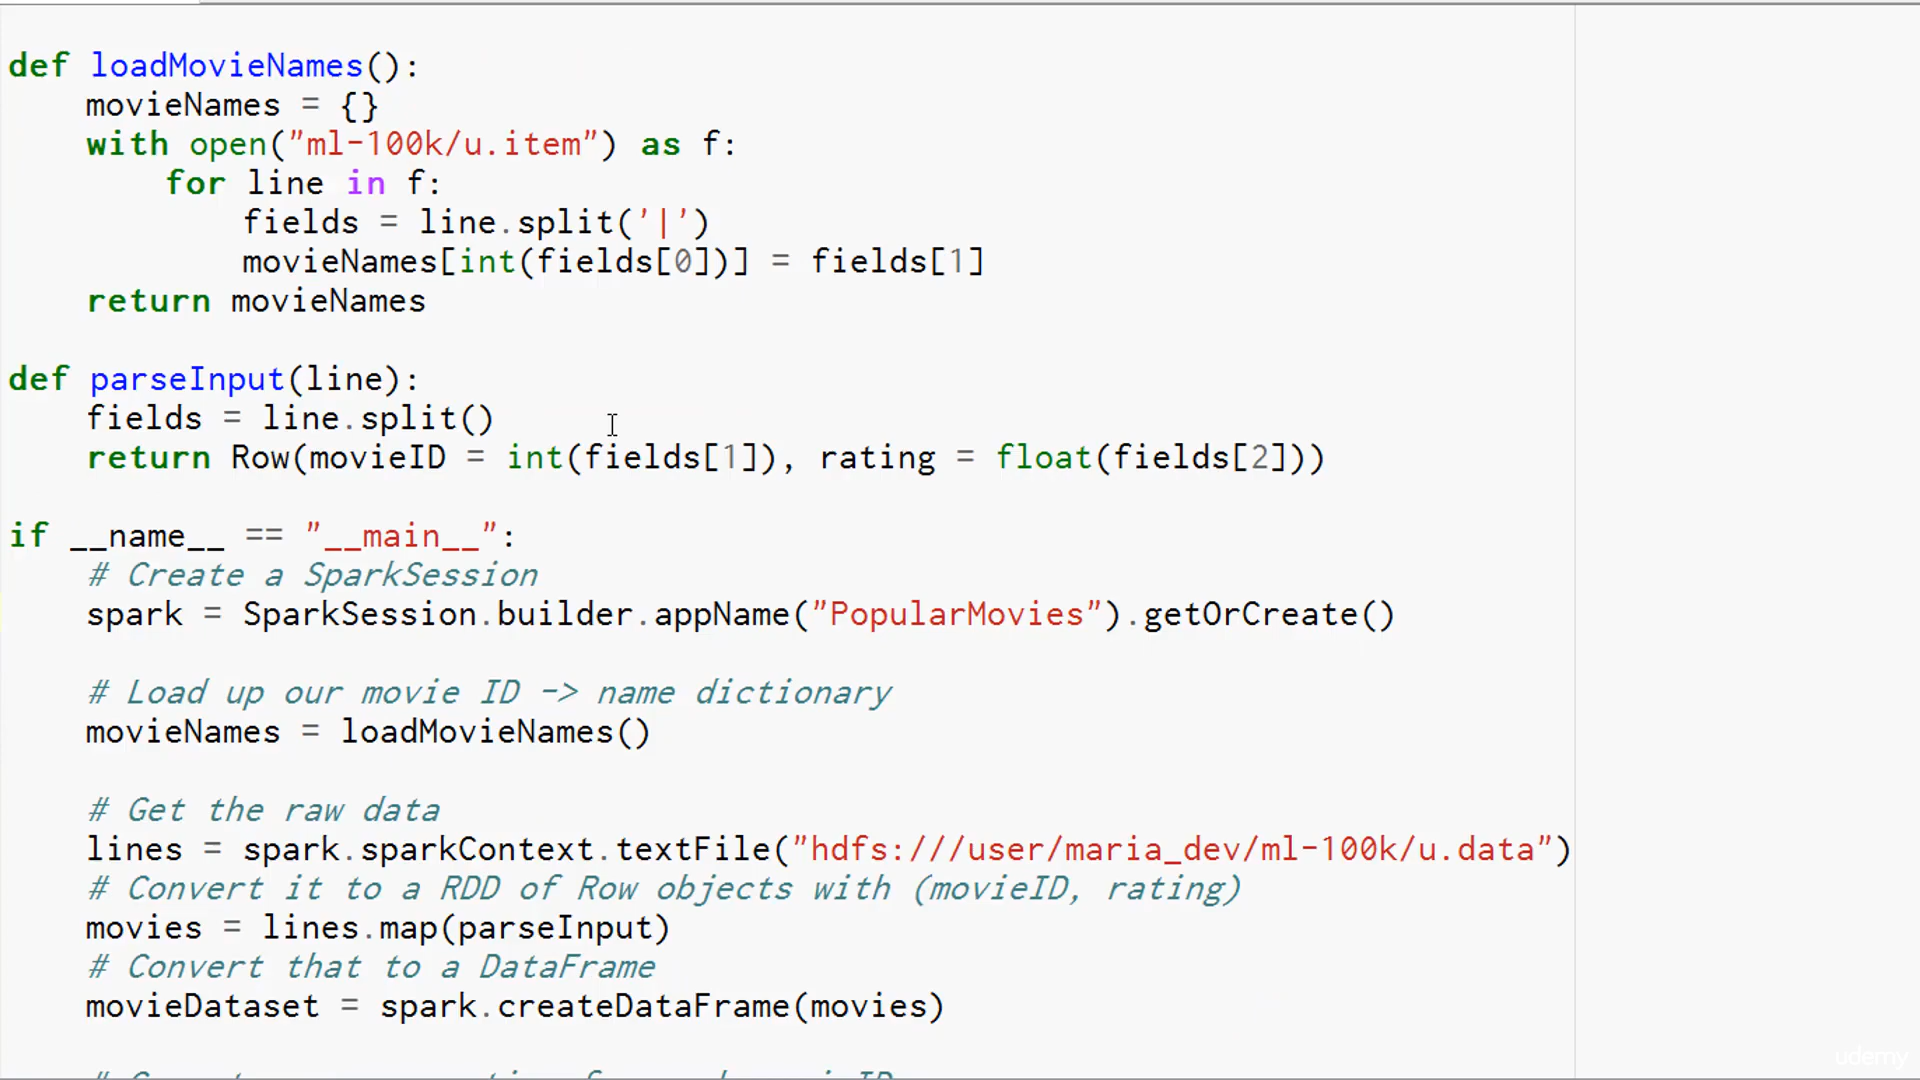 def loadMovieNames():
    movieNames = {}
    with open("ml-100k/u.item") as f:
        for line in f:
            fields = line.split('|')
            movieNames[int(fields[0])] = fields[1]
    return movieNames
def parseInput(line):
    fields = line.split()
    return Row(movieID = int(fields[1]), rating = float(fields[2]))
if __name__ == "__main__":
    # Create a SparkSession
    spark = SparkSession.builder.appName("PopularMovies").getOrCreate()
    # Load up our movie ID -> name dictionary
    movieNames = loadMovieNames()
    # Get the raw data
    lines = spark.sparkContext.textFile("hdfs:///user/maria_dev/ml-100k/u.data")
    # Convert it to a RDD of Row objects with (movieID, rating)
    movies = lines.map(parseInput)
    # Convert that to a DataFrame
    movieDataset = spark.createDataFrame(movies)
udemy